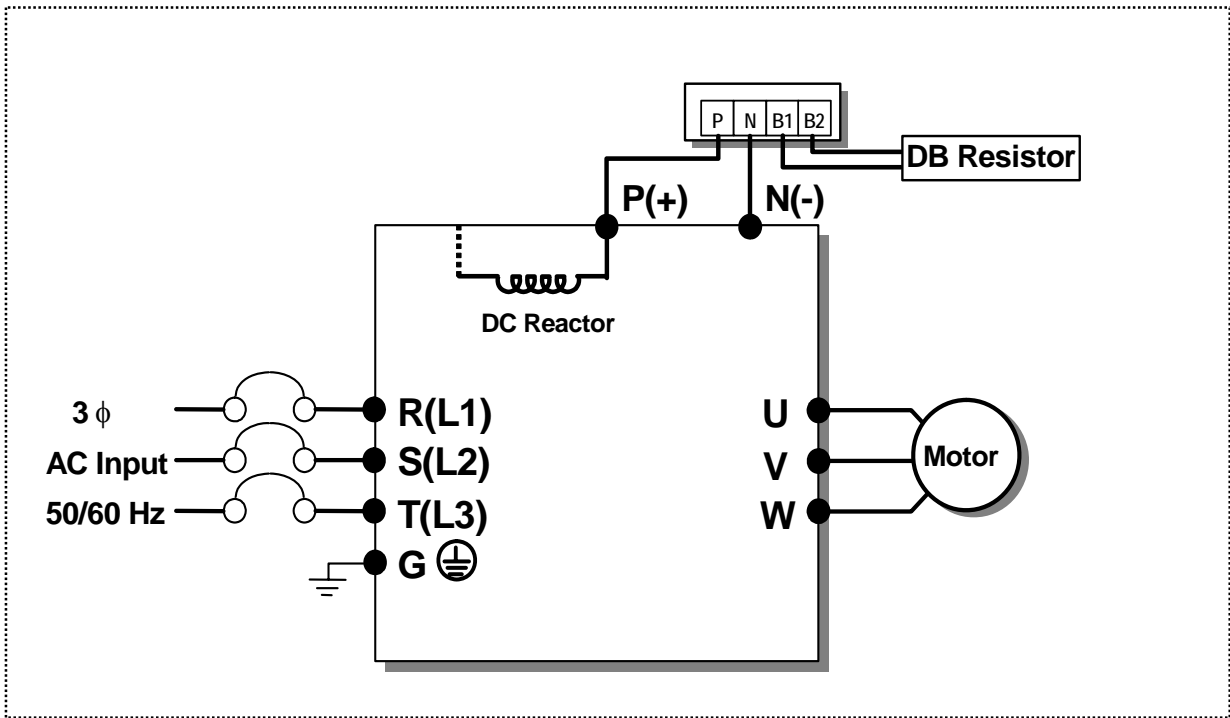 P N B1 B2
DB Resistor
P(+) N(-)
DC Reactor
3 ϕ
R(L1)
U
AC Input
S(L2)
V
Motor
50/60 Hz
T(L3)
W
G